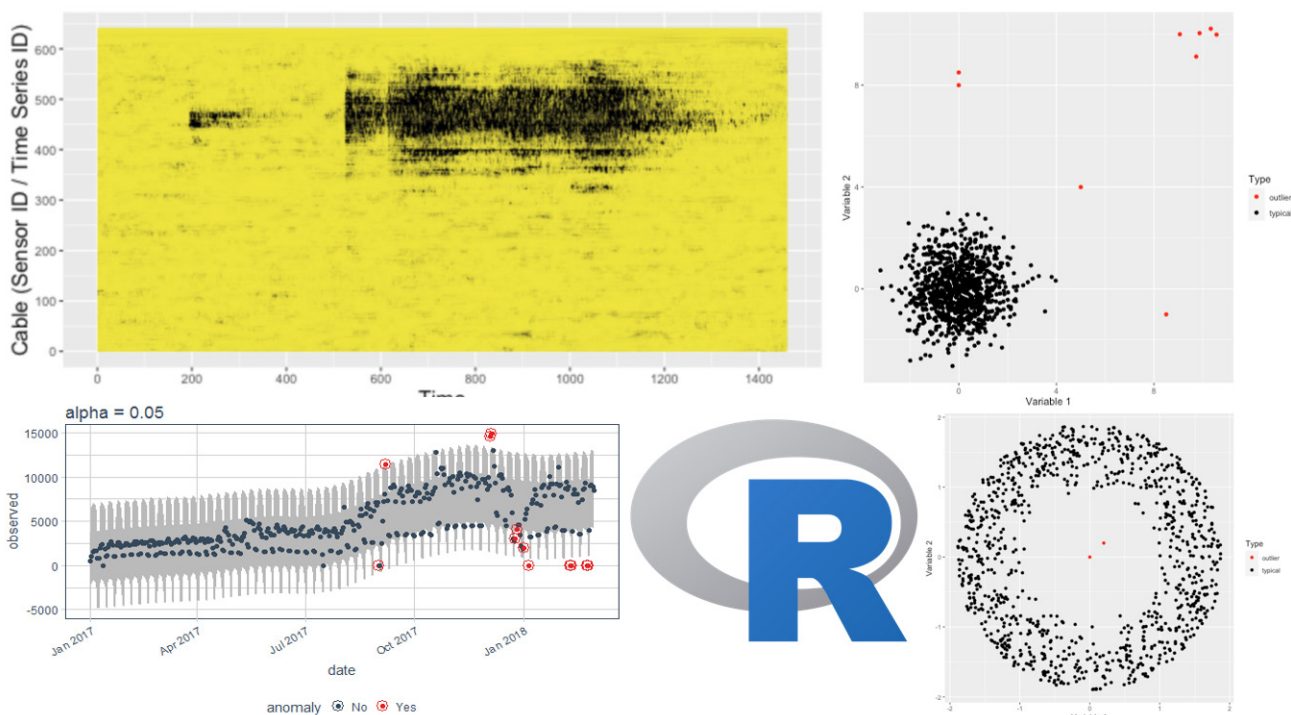 Cable (Sensor ID / Time Series ID)
600
500
400
300
200
100
0
0
200
400
600
800
1000
1200
1400
Time
Variable 2
8
4
0
0
4
8
Variable 1
Type
outlier
typical
alpha = 0.05
observed
15000
10000
5000
0
-5000
Jan 2017
Apr 2017
Jul 2017
Oct 2017
Jan 2018
date
anomaly No Yes
R
Variable 2
2
1
0
-1
-2
-2
-1
0
1
2
Type
outlier
typical